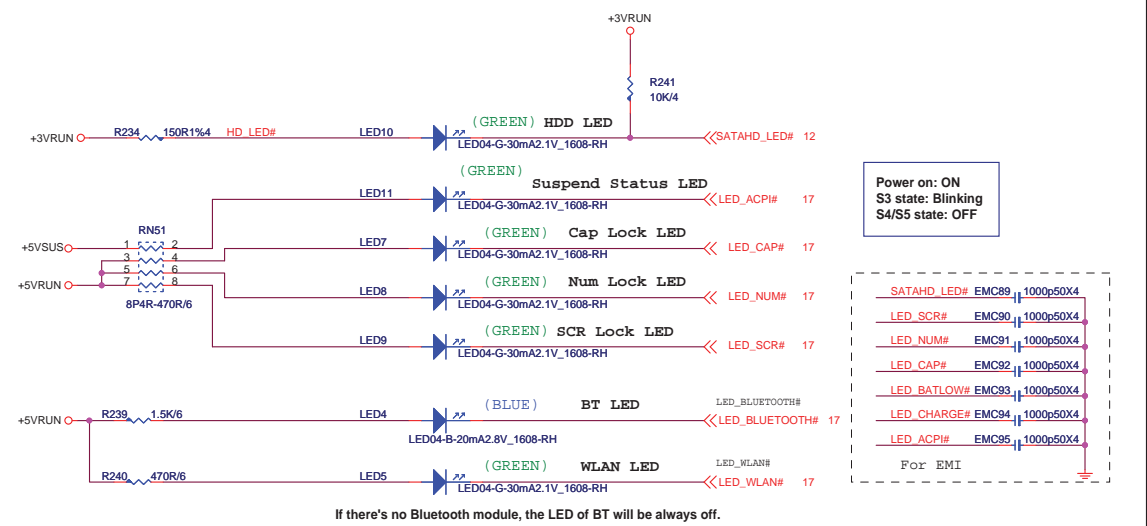 +3VRUN
R241
10K/4
(GREEN) HDD LED
+3VRUN R234 150R1%4 HD_LED# LED10 SATAHD_LED# 12
LED04-G-30mA2.1V_1608-RH
(GREEN)
Suspend Status LED
LED11 LED_ACPI# 17
LED04-G-30mA2.1V_1608-RH
Power on: ON
S3 state: Blinking
S4/S5 state: OFF
RN51
(GREEN) Cap Lock LED
+5VSUS 1 2 LED7 LED_CAP# 17
LED04-G-30mA2.1V_1608-RH
3 4
5 6
(GREEN) Num Lock LED
+5VRUN 7 8 LED8 LED_NUM# 17
8P4R-470R/6
LED04-G-30mA2.1V_1608-RH
(GREEN) SCR Lock LED
LED9 LED_SCR# 17
LED04-G-30mA2.1V_1608-RH
SATAHD_LED# EMC89 1000p50X4
LED_SCR# EMC90 1000p50X4
LED_NUM# EMC91 1000p50X4
LED_CAP# EMC92 1000p50X4
LED_BATLOW# EMC93 1000p50X4
LED_CHARGE# EMC94 1000p50X4
LED_ACPI# EMC95 1000p50X4
For EMI
(BLUE) BT LED LED_BLUETOOTH#
+5VRUN R239 1.5K/6 LED4 LED_BLUETOOTH# 17
LED04-B-20mA2.8V_1608-RH
(GREEN) WLAN LED LED_WLAN#
R240 470R/6 LED5 LED_WLAN# 17
LED04-G-30mA2.1V_1608-RH
If there's no Bluetooth module, the LED of BT will be always off.